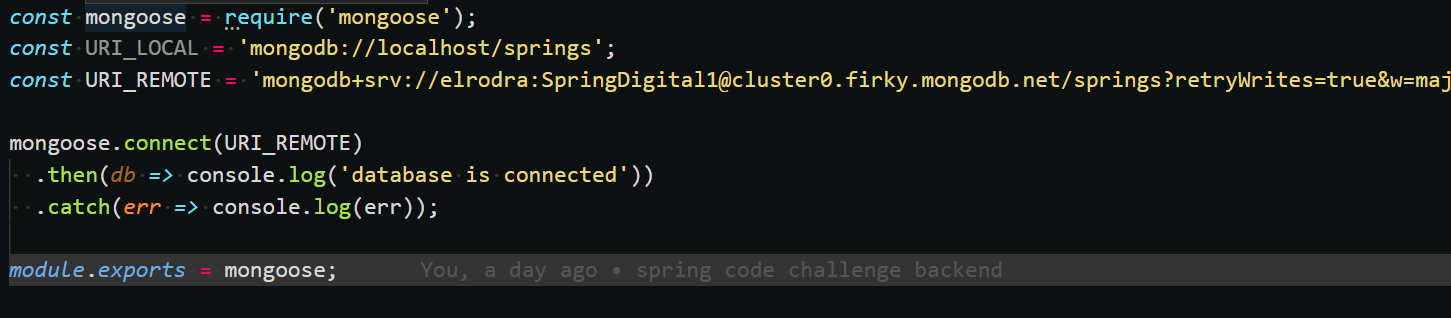 const mongoose = require('mongoose');
const URI_LOCAL = 'mongodb://localhost/springs';
const URI_REMOTE = 'mongodb+srv://elrodra:SpringDigital1@cluster0.firky.mongodb.net/springs?retryWrites=true&w=maj
mongoose.connect(URI_REMOTE)
.then(db => console.log('database is connected'))
.catch(err => console.log(err));
module.exports = mongoose; You, a day ago • spring code challenge backend